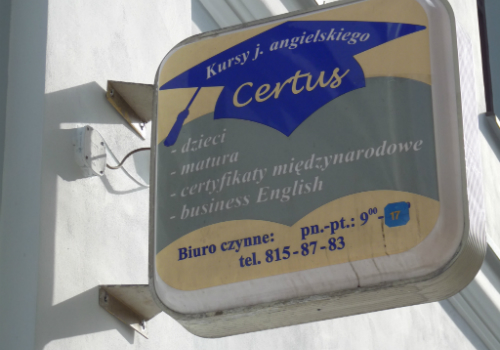 Kursy j. angielskiego
Certus
- dzieci
- matura
- certyfikaty międzynarodowe
- business English
Biuro czynne: pn.-pt.: 9⁰⁰-17
tel. 815-87-83